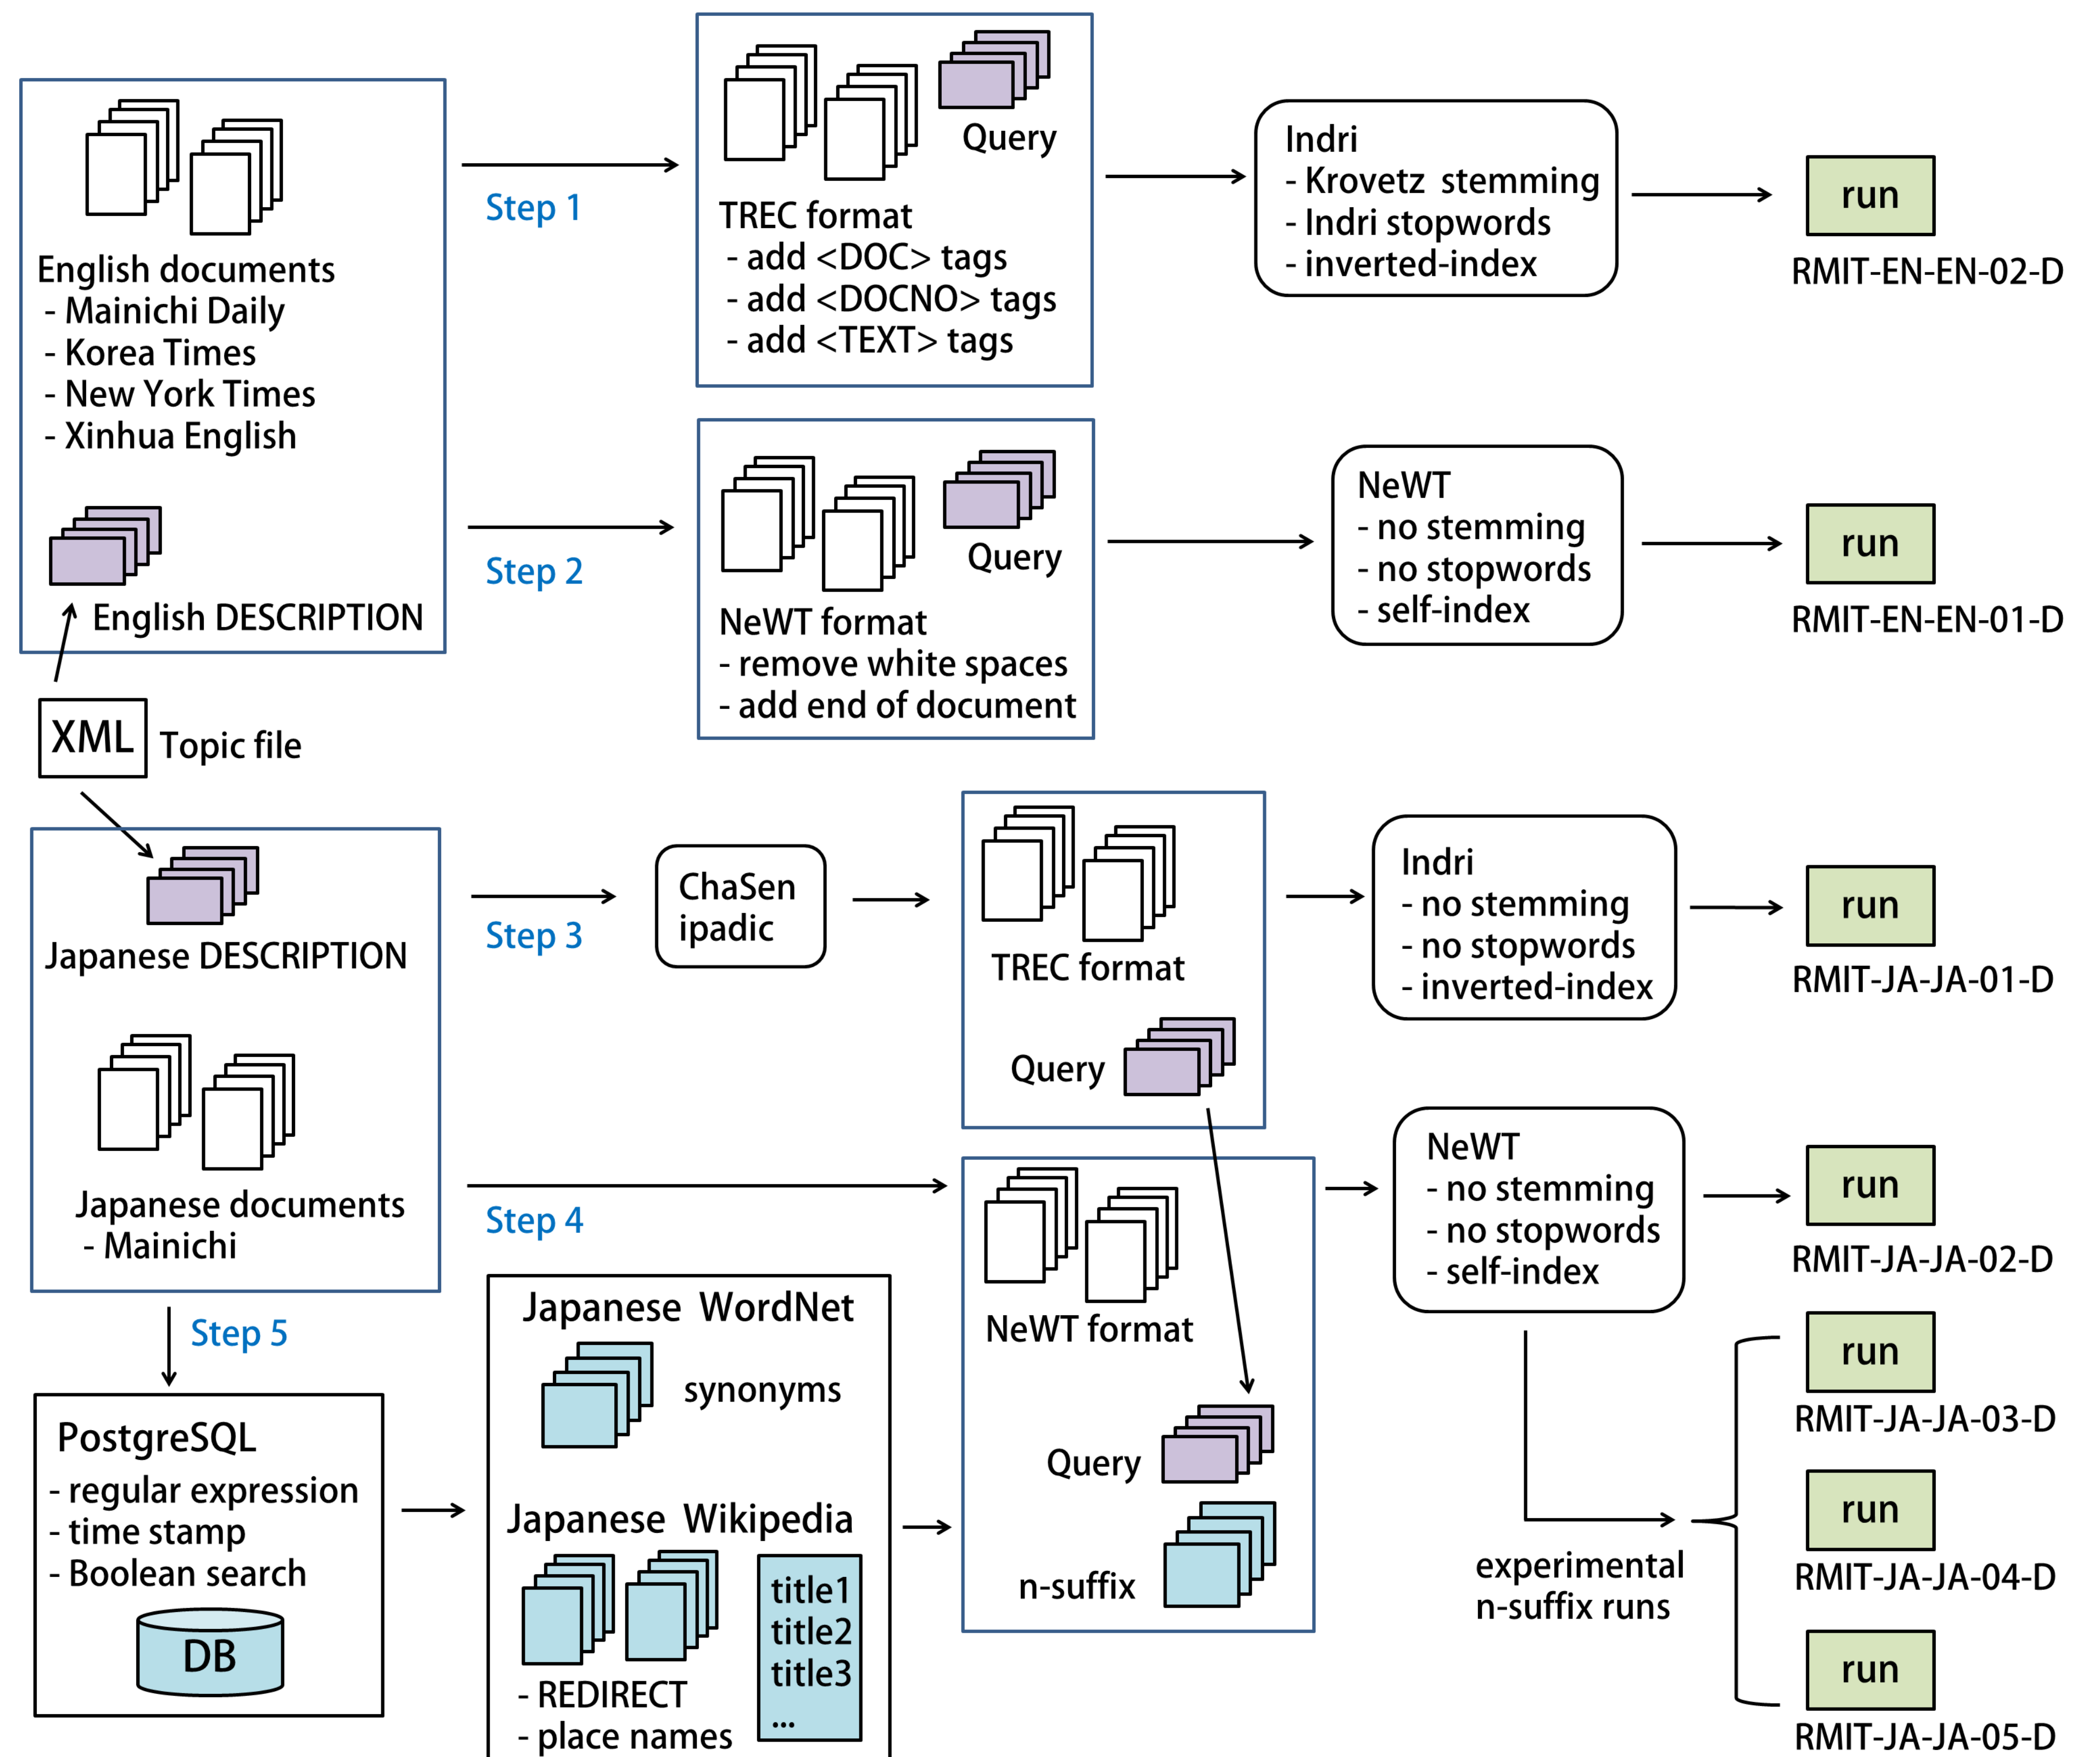 English documents
- Mainichi Daily
- Korea Times
- New York Times
- Xinhua English
English DESCRIPTION
Step 1
Query
TREC format
- add <DOC> tags
- add <DOCNO> tags
- add <TEXT> tags
Indri
- Krovetz stemming
- Indri stopwords
- inverted-index
run
RMIT-EN-EN-02-D
Step 2
Query
NeWT format
- remove white spaces
- add end of document
NeWT
- no stemming
- no stopwords
- self-index
run
RMIT-EN-EN-01-D
XML
Topic file
Japanese DESCRIPTION
Japanese documents
- Mainichi
Step 3
ChaSen
ipadic
TREC format
Query
Indri
- no stemming
- no stopwords
- inverted-index
run
RMIT-JA-JA-01-D
Step 4
NeWT format
Query
n-suffix
NeWT
- no stemming
- no stopwords
- self-index
run
RMIT-JA-JA-02-D
Step 5
PostgreSQL
- regular expression
- time stamp
- Boolean search
DB
Japanese WordNet
synonyms
Japanese Wikipedia
title1
title2
title3
...
- REDIRECT
- place names
experimental
n-suffix runs
run
RMIT-JA-JA-03-D
run
RMIT-JA-JA-04-D
run
RMIT-JA-JA-05-D